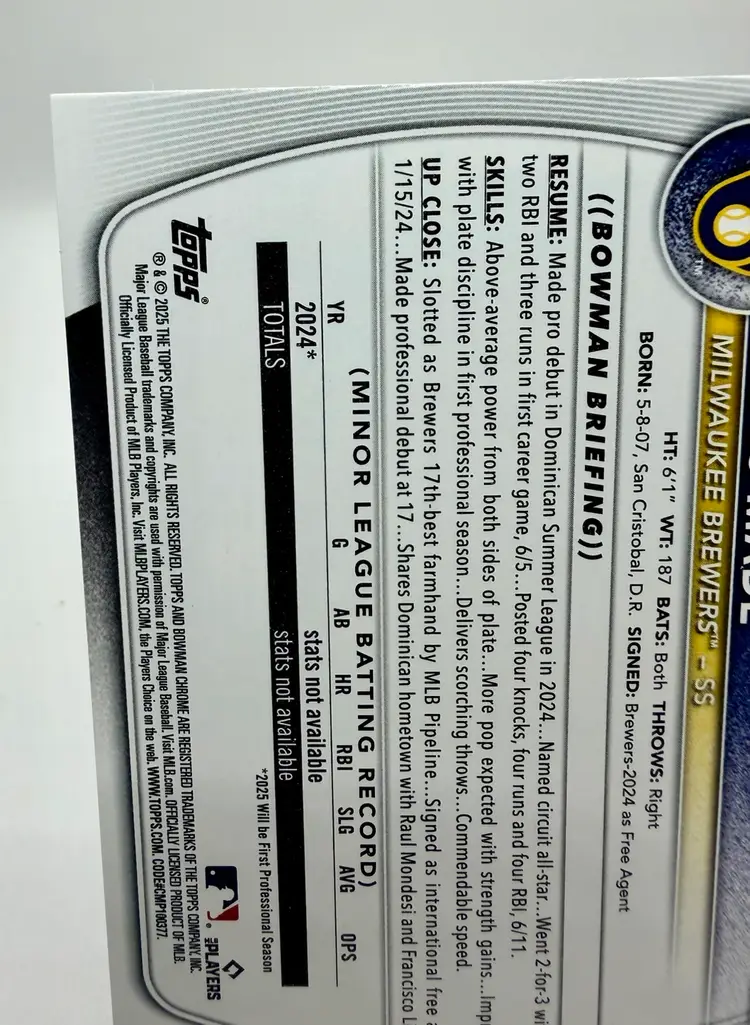 MILWAUKEE BREWERS™ – SS
HT: 6'1" WT: 187 BATS: Both THROWS: Right
BORN: 5-8-07, San Cristobal, D.R. SIGNED: Brewers-2024 as Free Agent
((BOWMAN BRIEFING))
RESUME: Made pro debut in Dominican Summer League in 2024...Named circuit all-star...Went 2-for-3
two RBI and three runs in first career game, 6/5...Posted four knocks, four runs and four RBI, 6/11.
SKILLS: Above-average power from both sides of plate...More pop expected with strength gains...
with plate discipline in first professional season...Delivers scorching throws...Commendable speed.
UP CLOSE: Slotted as Brewers 17th-best farmhand by MLB Pipeline...Signed as international free
1/15/24...Made professional debut at 17...Shares Dominican hometown with Raul Mondesi and Francisco
(MINOR LEAGUE BATTING RECORD)
YR G AB HR RBI SLG AVG OPS
2024* stats not available
TOTALS stats not available
*2025 Will be First Professional Season
topps®
® & © 2025 THE TOPPS COMPANY, INC. ALL RIGHTS RESERVED. TOPPS AND BOWMAN CHROME ARE REGISTERED TRADEMARKS OF THE TOPPS COMPANY, INC.
Major League Baseball trademarks and copyrights are used with permission of Major League Baseball. Visit MLB.com. OFFICIALLY LICENSED PRODUCT OF MLB
Officially Licensed Product of MLB Players, Inc. Visit MLBPLAYERS.COM, the Players Choice on the web. WWW.TOPPS.COM. CODE#CMP100377.
MLBPLAYERS